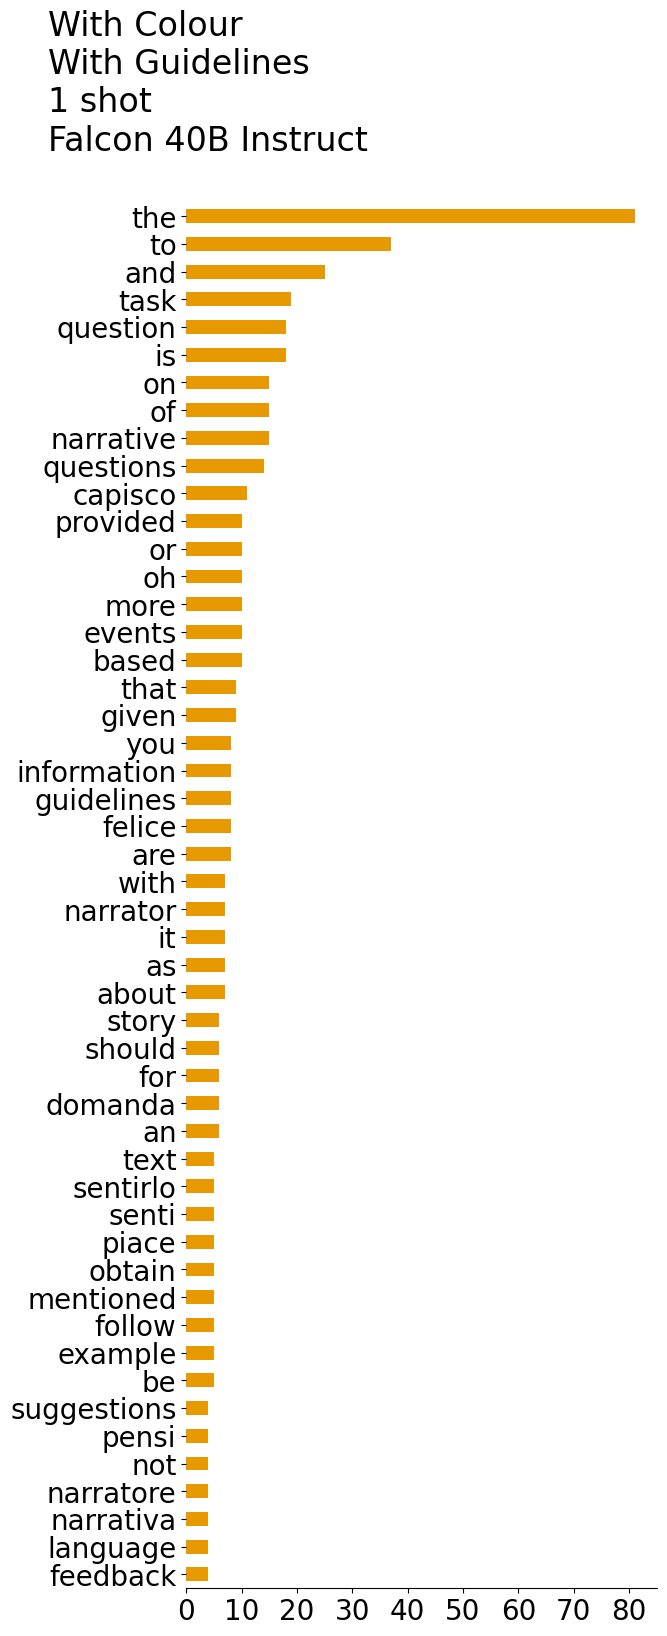 With Colour
With Guidelines
1 shot
Falcon 40B Instruct
the
to
and
task
question
is
on
of
narrative
questions
capisco
provided
or
oh
more
events
based
that
given
you
information
guidelines
felice
are
with
narrator
it
as
about
story
should
for
domanda
an
text
sentirlo
senti
piace
obtain
mentioned
follow
example
be
suggestions
pensi
not
narratore
narrativa
language
feedback
0 10 20 30 40 50 60 70 80